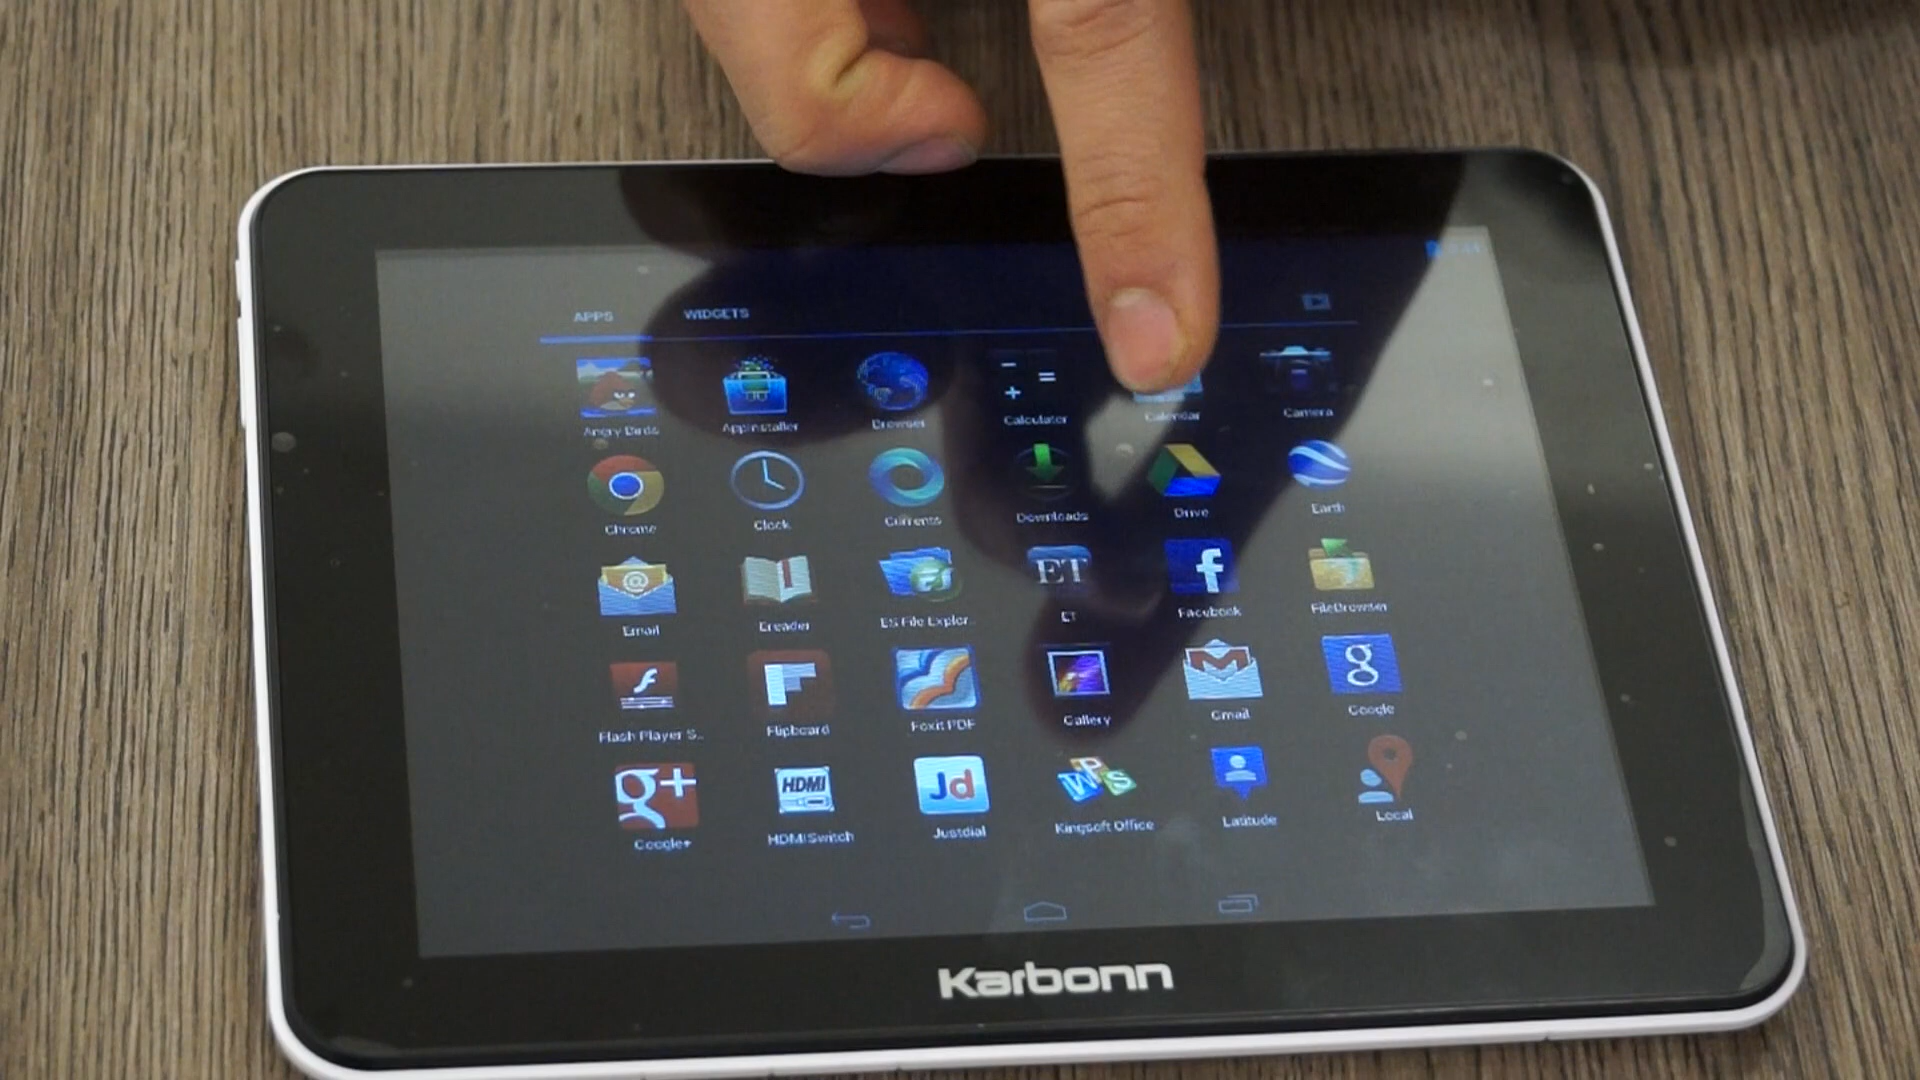 APPS WIDGETS
Angry Birds AppInstaller Browser Calculator Calendar Camera
Chrome Clock Currents Downloads Drive Earth
ET
Email Ereader ES File Explor.. ET Facebook FileBrowser
Flash Player S.. Flipboard Foxit PDF Gallery Gmail Google
g+ HDMI Jd WPS
Google+ HDMISwitch Justdial Kingsoft Office Latitude Local
Karbonn